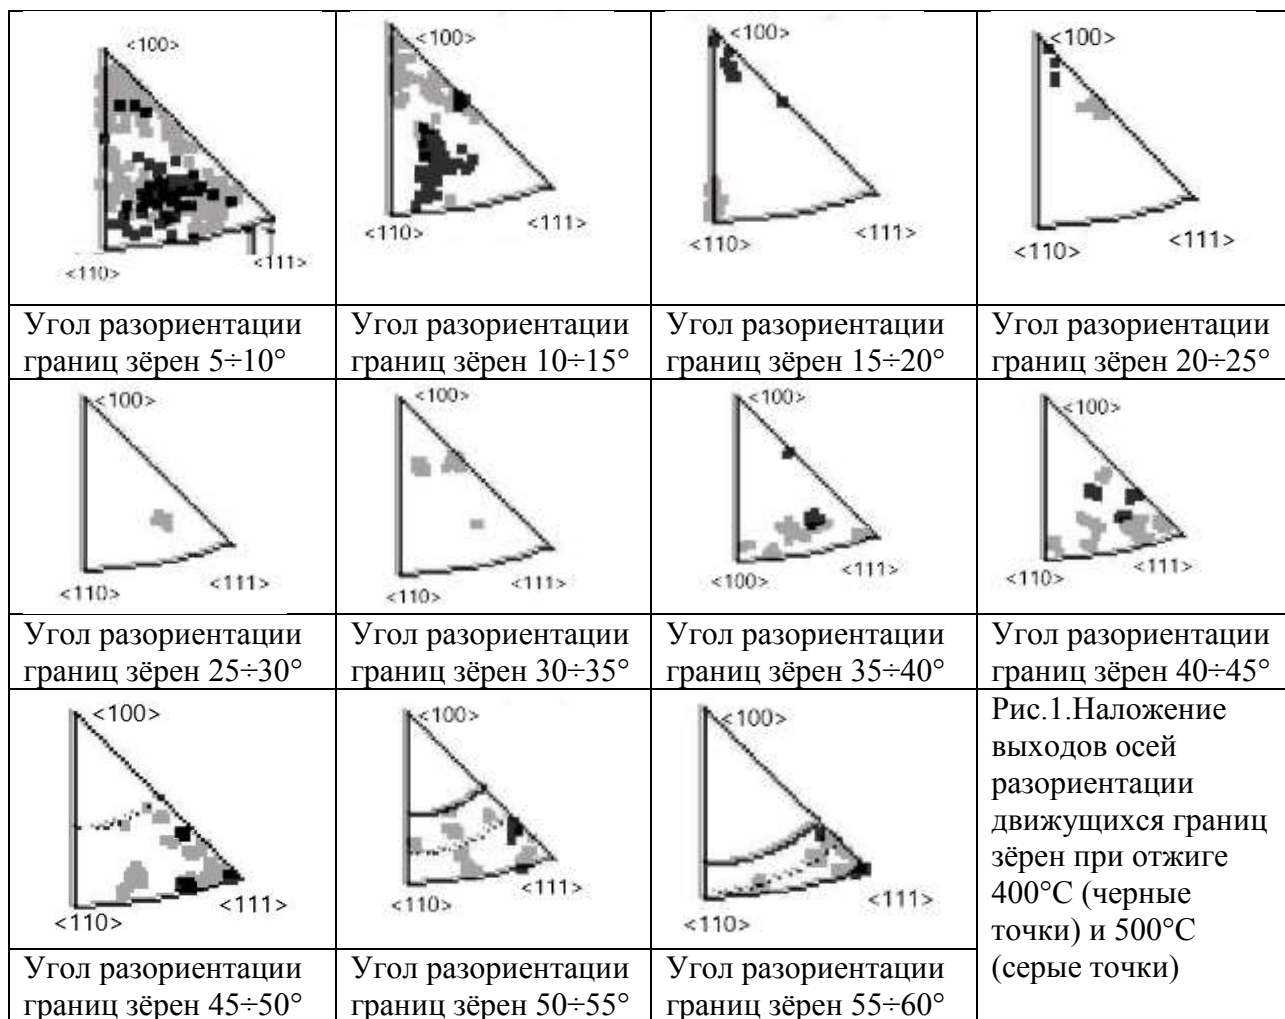 <100>
<110>
<111>
<100>
<110>
<111>
<100>
<110>
<111>
<100>
<110>
<111>
Угол разориентации
границ зёрен 5÷10°
Угол разориентации
границ зёрен 10÷15°
Угол разориентации
границ зёрен 15÷20°
Угол разориентации
границ зёрен 20÷25°
<100>
<110>
<111>
<100>
<110>
<111>
<100>
<100>
<111>
<100>
<110>
<111>
Угол разориентации
границ зёрен 25÷30°
Угол разориентации
границ зёрен 30÷35°
Угол разориентации
границ зёрен 35÷40°
Угол разориентации
границ зёрен 40÷45°
<100>
<110>
<111>
<100>
<110>
<111>
<100>
<110>
<111>
Рис.1.Наложение
выходов осей
разориентации
движущихся границ
зёрен при отжиге
400°С (черные
точки) и 500°С
(серые точки)
Угол разориентации
границ зёрен 45÷50°
Угол разориентации
границ зёрен 50÷55°
Угол разориентации
границ зёрен 55÷60°